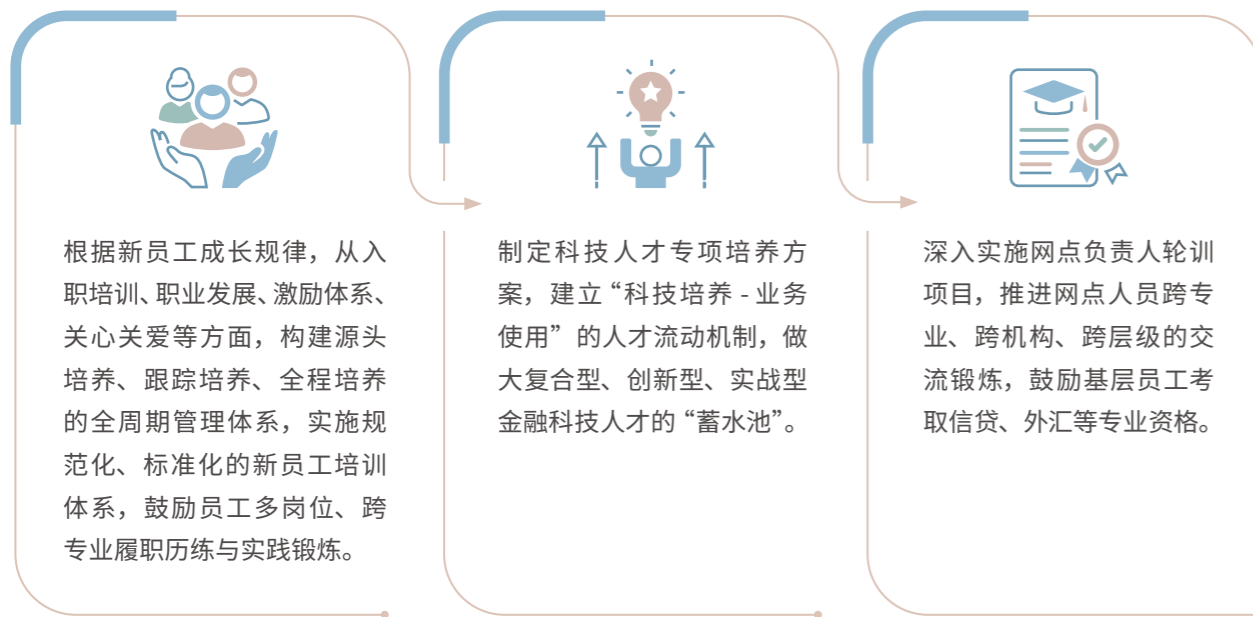 根据新员工成长规律，从入
职培训、职业发展、激励体系、
关心关爱等方面，构建源头
培养、跟踪培养、全程培养
的全周期管理体系，实施规
范化、标准化的新员工培训
体系，鼓励员工多岗位、跨
专业履职历练与实践锻炼。
制定科技人才专项培养方
案，建立“科技培养 - 业务
使用”的人才流动机制，做
大复合型、创新型、实战型
金融科技人才的“蓄水池”。
深入实施网点负责人轮训
项目，推进网点人员跨专
业、跨机构、跨层级的交
流锻炼，鼓励基层员工考
取信贷、外汇等专业资格。